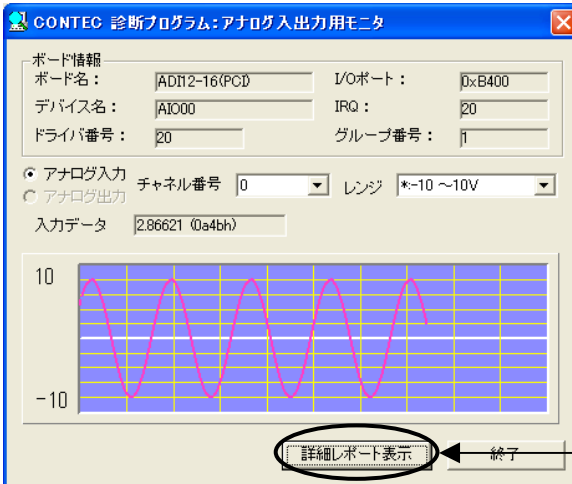 CONTEC 診断プログラム:アナログ入出力用モニタ
ボード情報
ボード名: ADI12-16(PCI) I/Oポート: 0xB400
デバイス名: AIO00 IRQ: 20
ドライバ番号: 20 グループ番号: 1
アナログ入力 チャネル番号 0 レンジ *:-10 ~10V
アナログ出力
入力データ 2.86621 (0a4bh)
10
-10
詳細レポート表示 終了